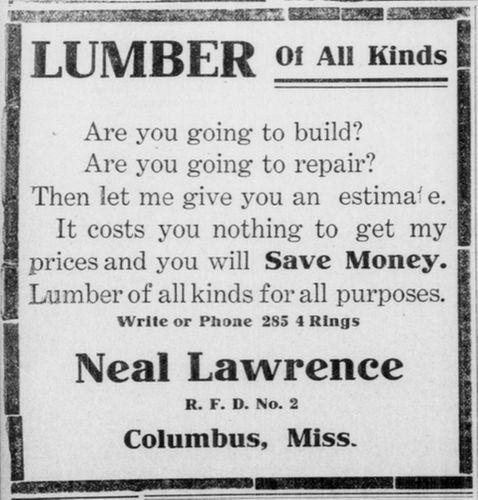 LUMBER Of All Kinds
Are you going to build?
Are you going to repair?
Then let me give you an estimate.
It costs you nothing to get my
prices and you will Save Money.
Lumber of all kinds for all purposes.
Write or Phone 285 4 Rings
Neal Lawrence
R. F. D. No. 2
Columbus, Miss.